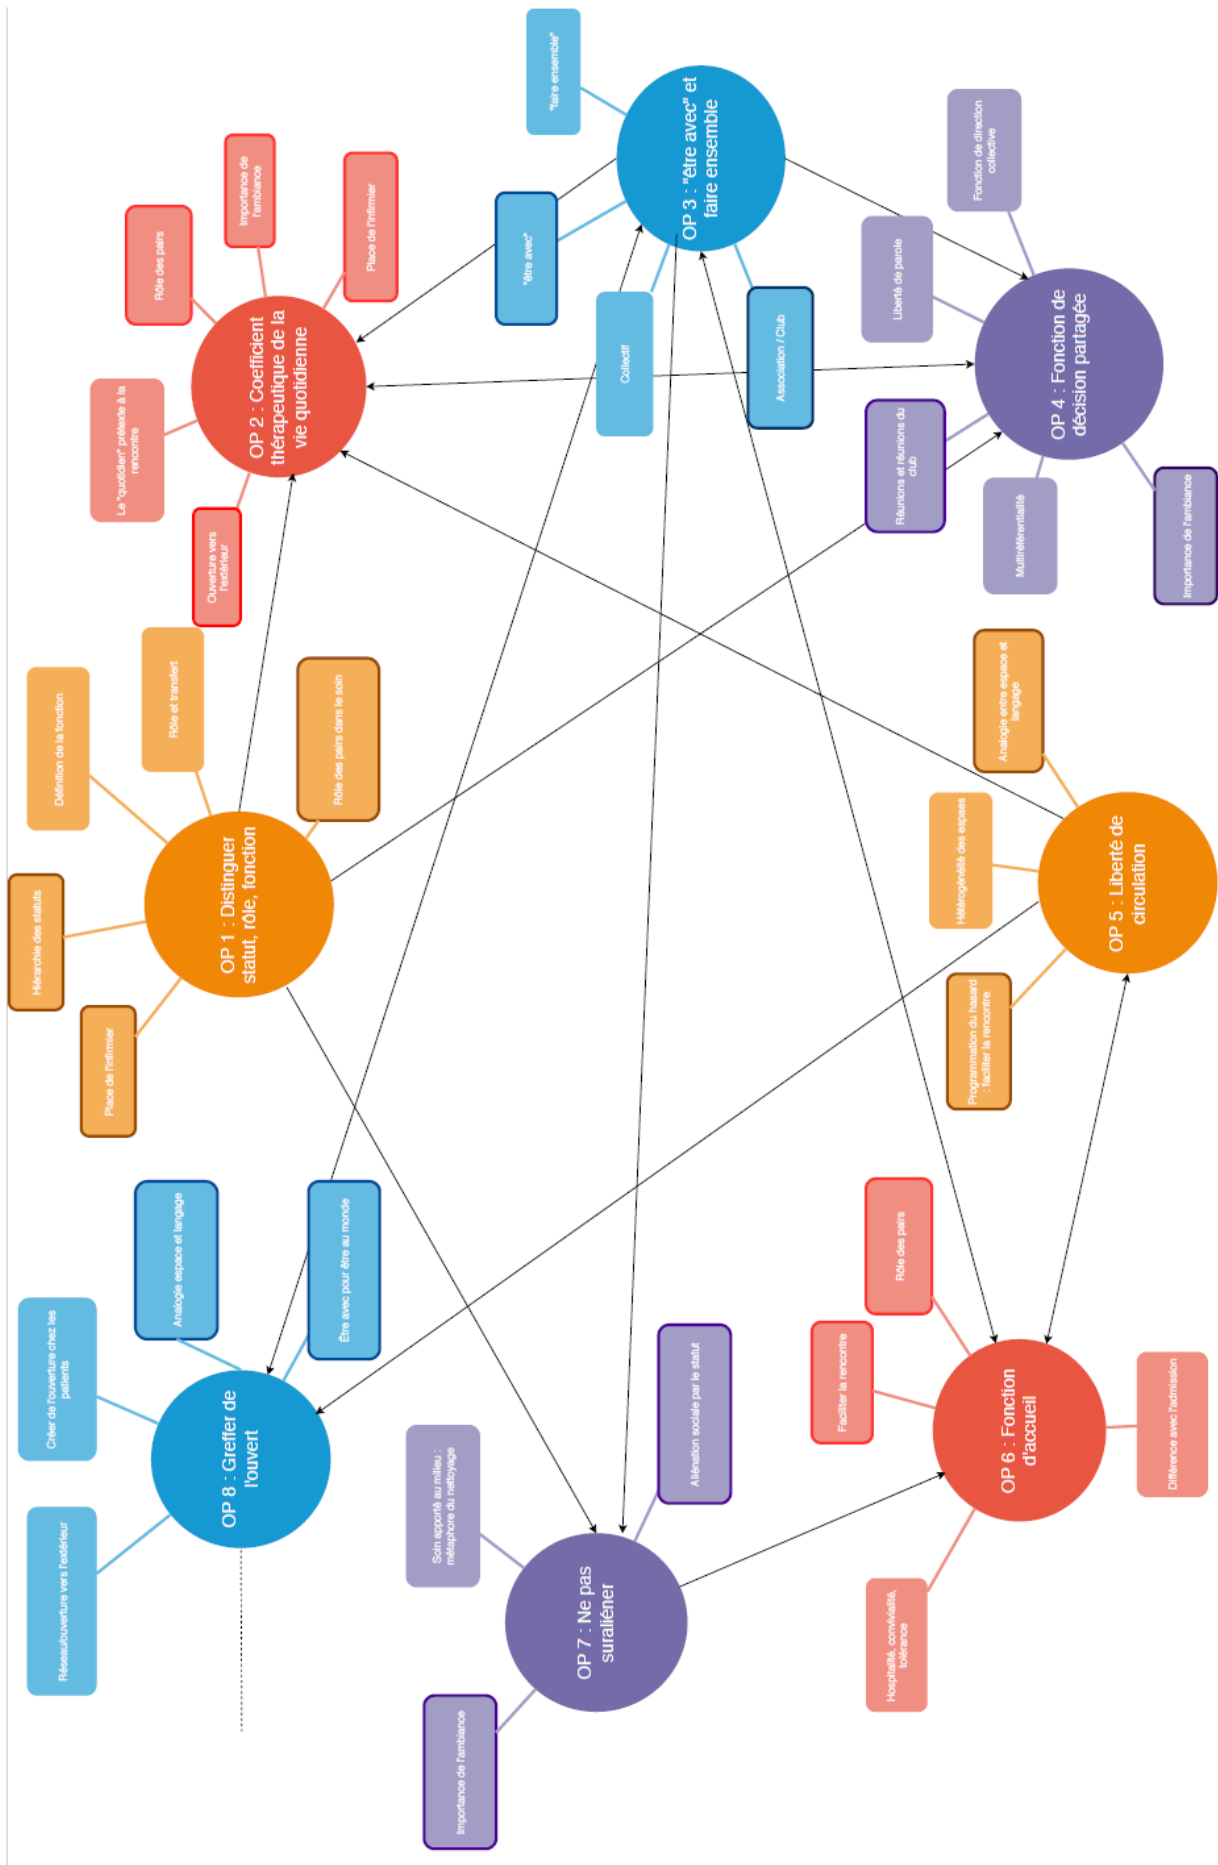 Réseau/ouverture vers l'extérieur
Créer de l'ouverture chez les
patients
Analogie espace et langage
Être avec pour être au monde
OP 8 : Greffer de
l'ouvert
Hiérarchie des statuts
Place de l'infirmier
Définition de la fonction
Rôle et transfert
Rôle des pairs dans le soin
OP 1 : Distinguer
statut, rôle, fonction
Le "quotidien" prétexte à la
rencontre
Ouverture vers
l'extérieur
Rôle des pairs
Importance de
l'ambiance
Place de l'infirmier
OP 2 : Coefficient
thérapeutique de la
vie quotidienne
"faire ensemble"
"être avec"
Collectif
Association / Club
OP 3 : "être avec" et
faire ensemble
Importance de l'ambiance
Soin apporté au milieu :
métaphore du nettoyage
Aliénation sociale par le statut
OP 7 : Ne pas
suraliéner
Hospitalité, convivialité,
tolérance
Faciliter la rencontre
Rôle des pairs
Différence avec l'admission
OP 6 : Fonction
d'accueil
Programmation du hasard
: faciliter la rencontre
Hétérogénéité des espaes
Analogie entre espace et
langage
OP 5 : Liberté de
circulation
Réunions et réunions du
club
Multiréférentialité
Importance de l'ambiance
Liberté de parole
Fonction de direction
collective
OP 4 : Fonction de
décision partagée